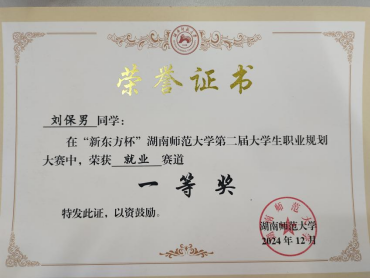 荣誉证书
刘保男 同学：
在“新东方杯”湖南师范大学第二届大学生职业规划
大赛中，荣获 就业 赛道
一等奖
特发此证，以资鼓励。
湖南师范大学
2024年12月